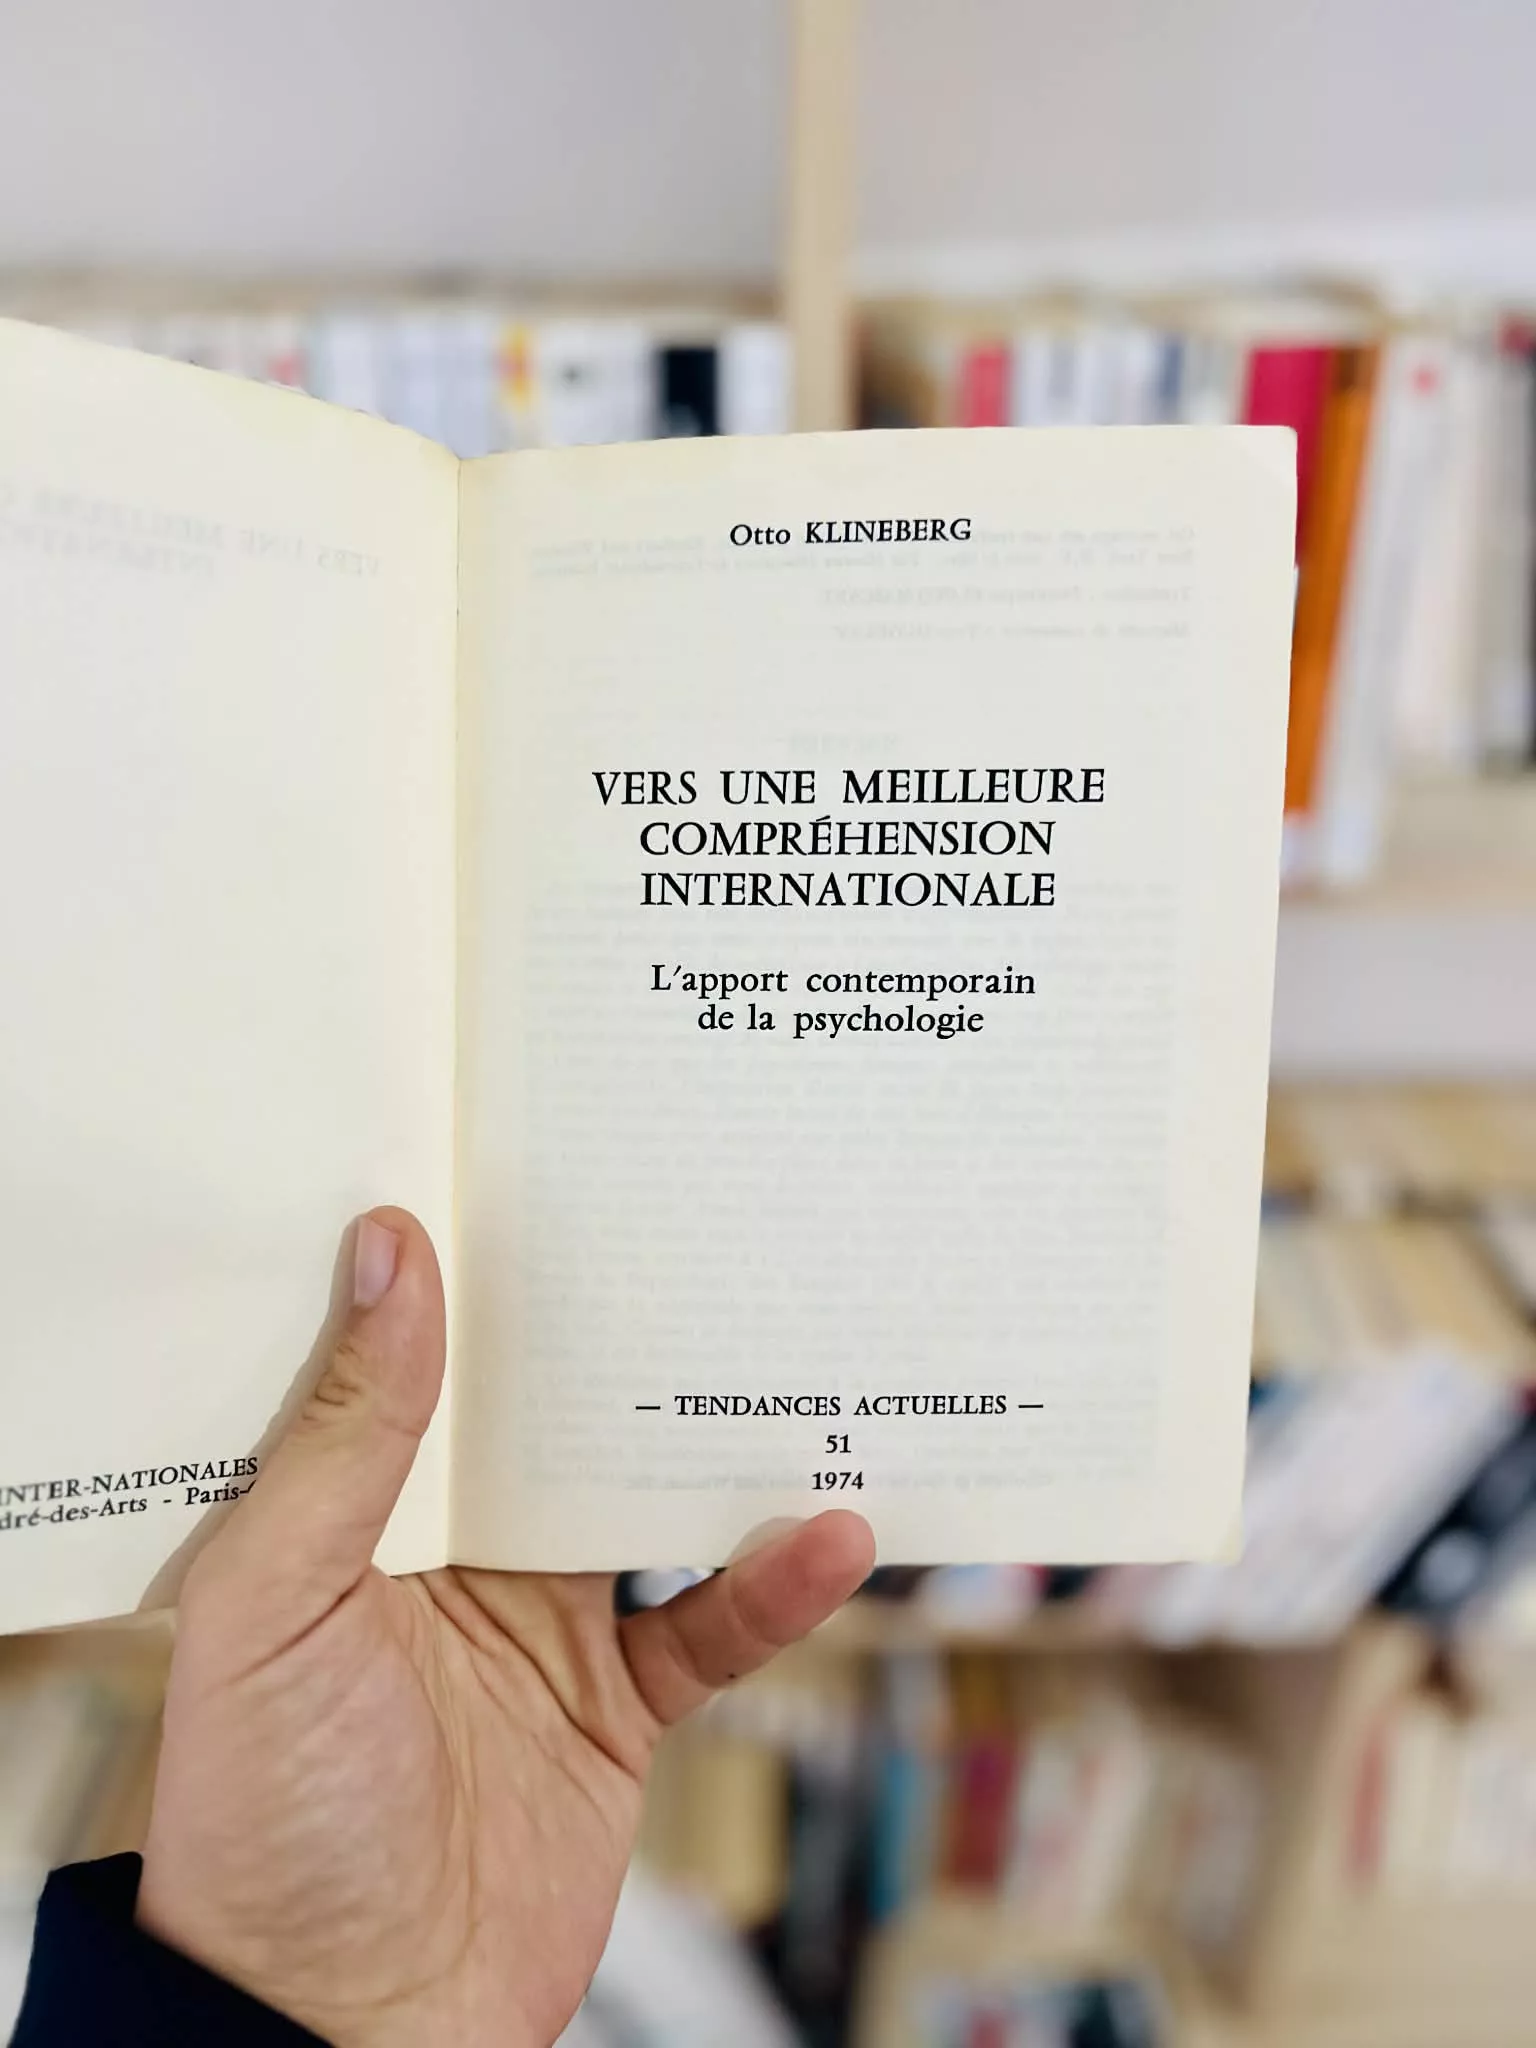 INTER-NATIONALES
dré-des-Arts - Paris-
Otto KLINEBERG
VERS UNE MEILLEURE
COMPRÉHENSION
INTERNATIONALE
L'apport contemporain
de la psychologie
— TENDANCES ACTUELLES —
51
1974